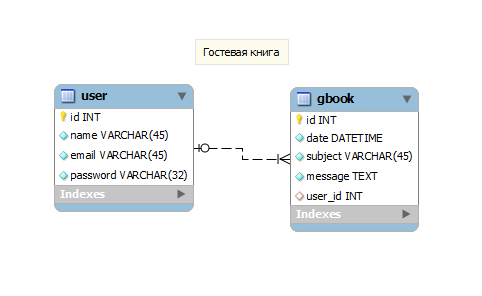 Гостевая книга
user
id INT
name VARCHAR(45)
email VARCHAR(45)
password VARCHAR(32)
Indexes
gbook
id INT
date DATETIME
subject VARCHAR(45)
message TEXT
user_id INT
Indexes